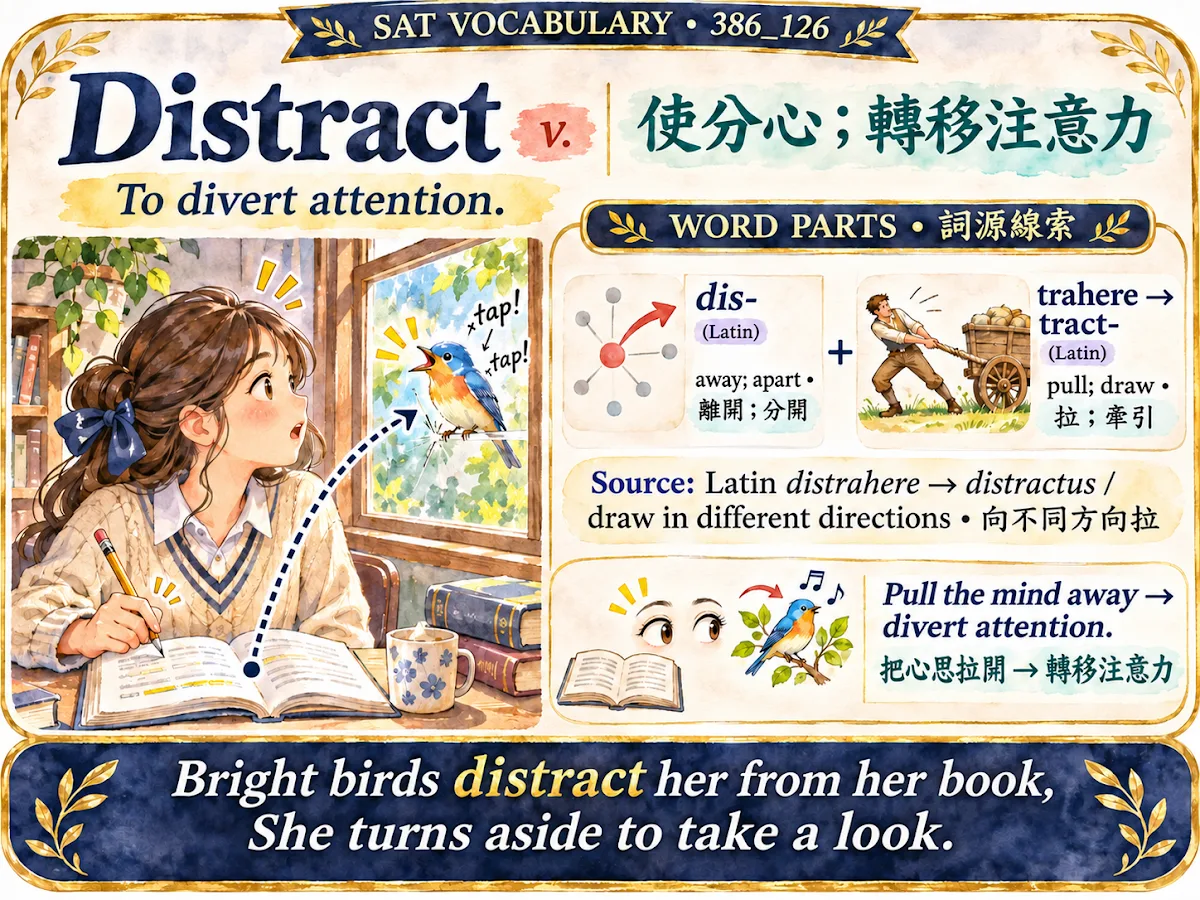 SAT VOCABULARY • 386_126
Distract v.
使分心；轉移注意力
To divert attention.
WORD PARTS • 詞源線索
tap!
tap!
dis-
(Latin)
away; apart •
離開；分開
+
trahere →
tract-
(Latin)
pull; draw •
拉；牽引
Source: Latin distrahere → distractus /
draw in different directions • 向不同方向拉
Pull the mind away →
divert attention.
把心思拉開 → 轉移注意力
Bright birds distract her from her book,
She turns aside to take a look.